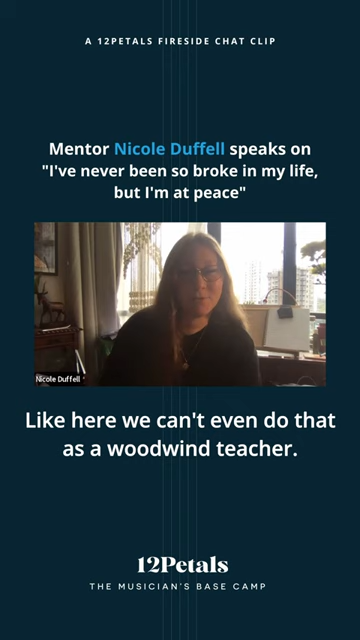 A 12PETALS FIRESIDE CHAT CLIP
Mentor Nicole Duffell speaks on
"I've never been so broke in my life,
but I'm at peace"
Nicole Duffell
Like here we can't even do that
as a woodwind teacher.
12Petals
THE MUSICIAN'S BASE CAMP